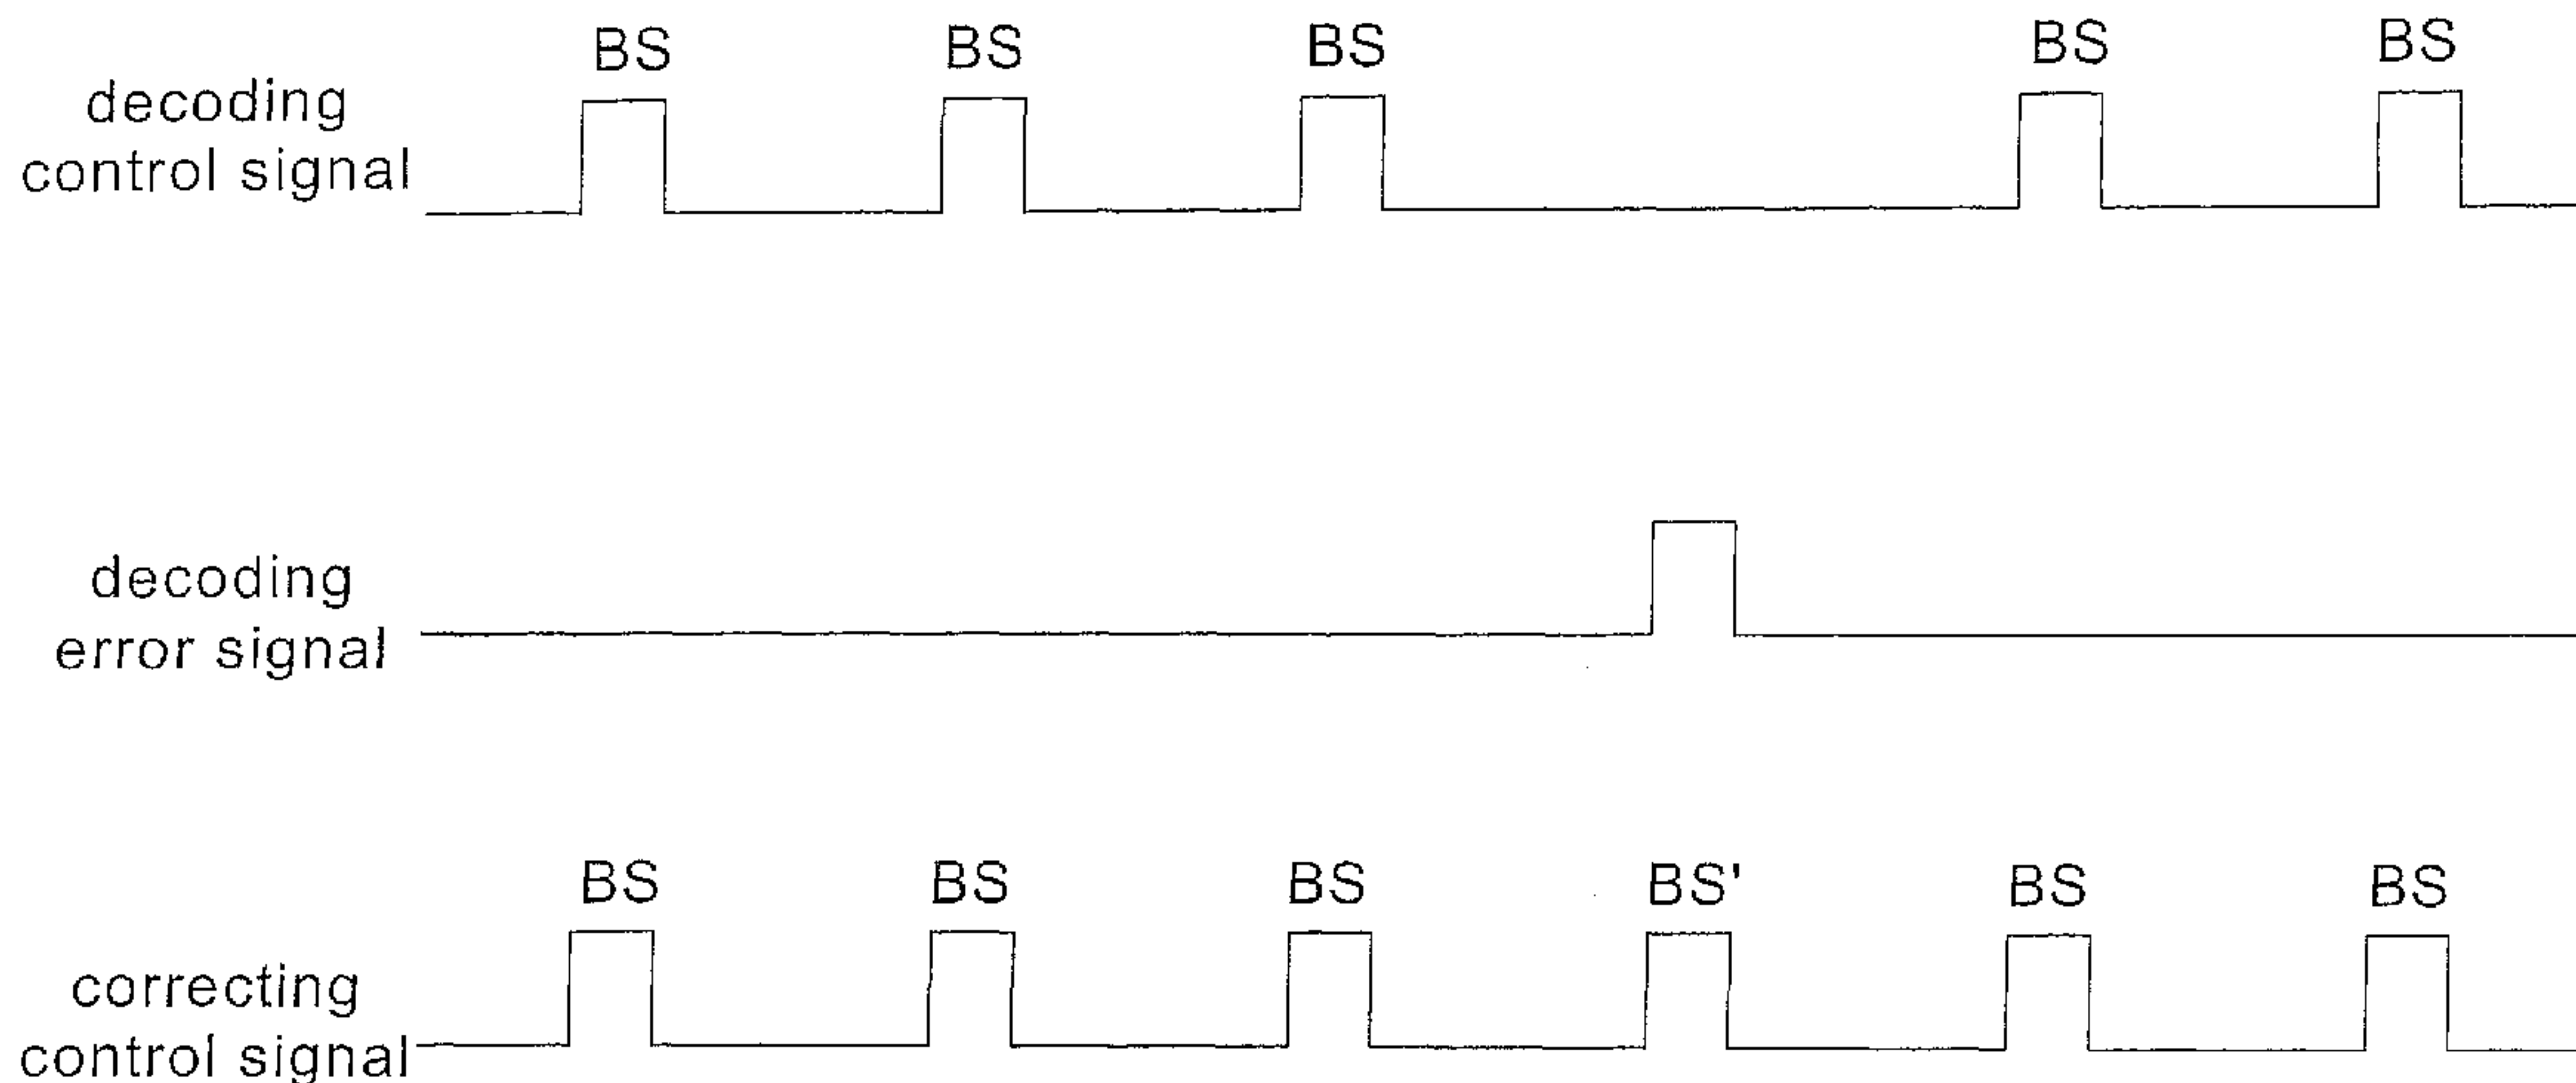 BS BS BS BS BS
decoding
control signal
decoding
error signal
BS BS BS BS' BS BS
correcting
control signal